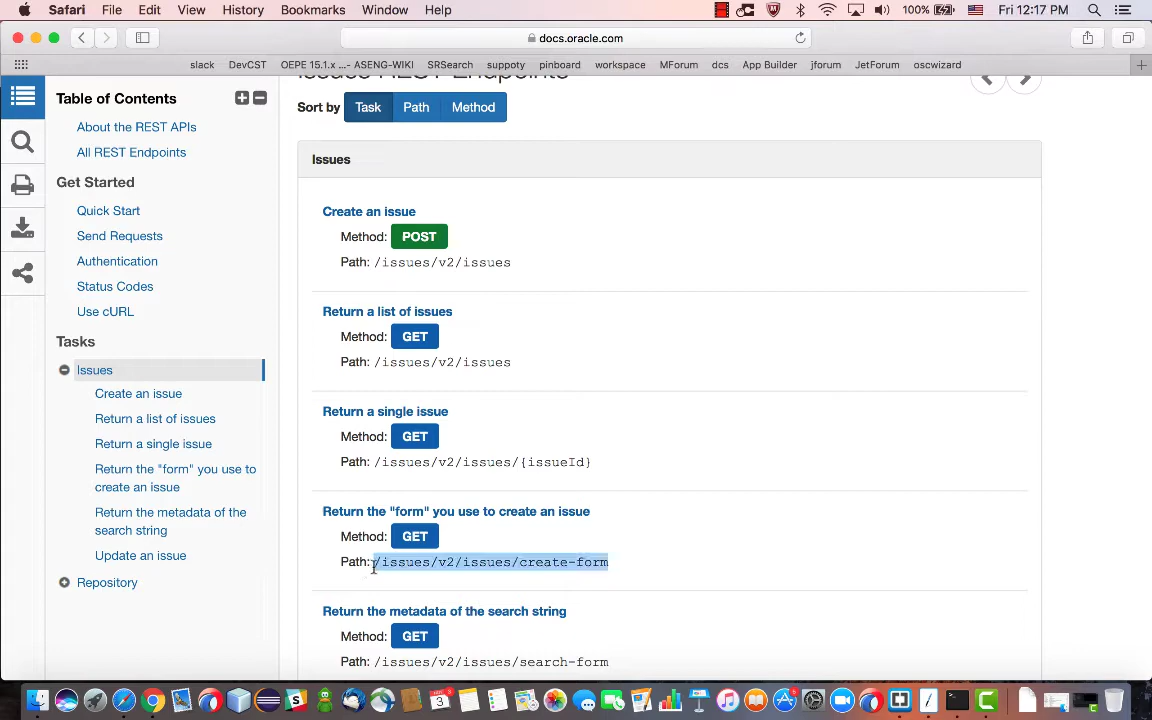 Safari File Edit View History Bookmarks Window Help 100% Fri 12:17 PM
docs.oracle.com
slack DevCST OEPE 15.1.x ...- ASENG-WIKI SRSearch suppoty pinboard workspace MForum dcs App Builder jforum JetForum oscwizard
Issues REST Endpoints
Table of Contents
About the REST APIs
All REST Endpoints
Get Started
Quick Start
Send Requests
Authentication
Status Codes
Use cURL
Tasks
Issues
Create an issue
Return a list of issues
Return a single issue
Return the "form" you use to
create an issue
Return the metadata of the
search string
Update an issue
Repository
Sort by Task Path Method
Issues
Create an issue
Method: POST
Path: /issues/v2/issues
Return a list of issues
Method: GET
Path: /issues/v2/issues
Return a single issue
Method: GET
Path: /issues/v2/issues/{issueId}
Return the "form" you use to create an issue
Method: GET
Path: /issues/v2/issues/create-form
Return the metadata of the search string
Method: GET
Path: /issues/v2/issues/search-form